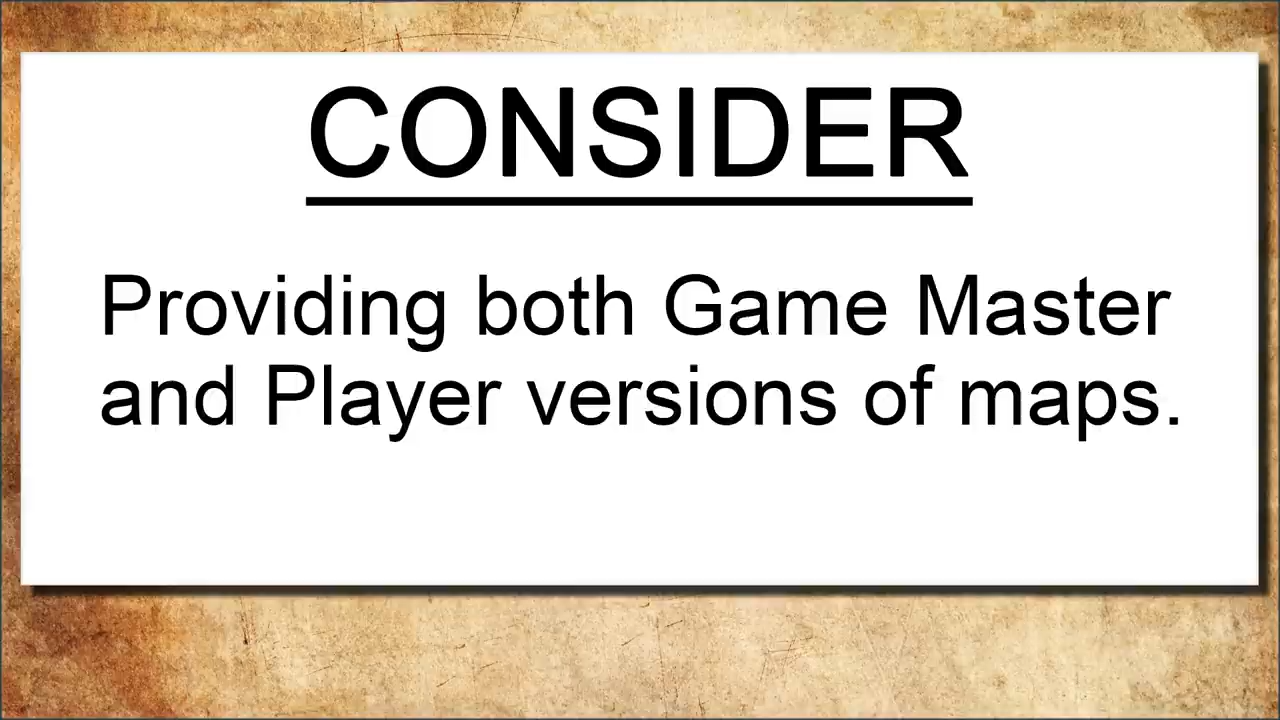 CONSIDER
Providing both Game Master
and Player versions of maps.